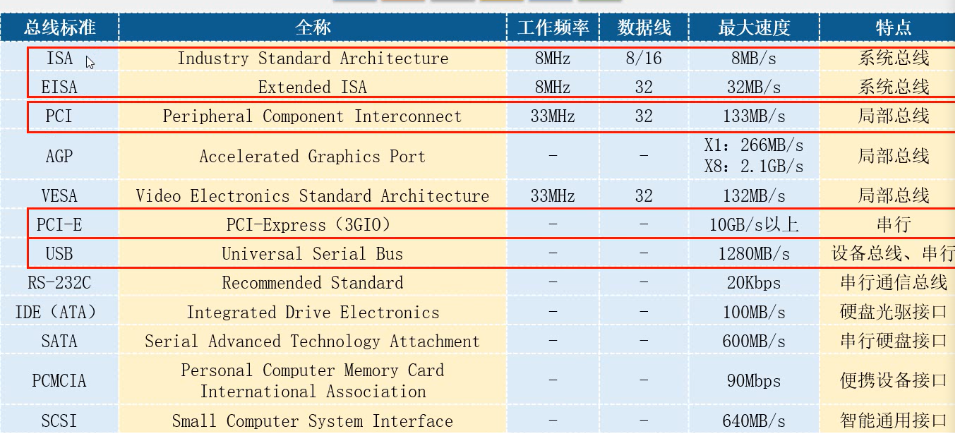 总线标准 全称 工作频率 数据线 最大速度 特点
ISA Industry Standard Architecture 8MHz 8/16 8MB/s 系统总线
EISA Extended ISA 8MHz 32 32MB/s 系统总线
PCI Peripheral Component Interconnect 33MHz 32 133MB/s 局部总线
AGP Accelerated Graphics Port — — X1：266MB/s
X8：2.1GB/s 局部总线
VESA Video Electronics Standard Architecture 33MHz 32 132MB/s 局部总线
PCI-E PCI-Express（3GIO） — — 10GB/s以上 串行
USB Universal Serial Bus — — 1280MB/s 设备总线、串行
RS-232C Recommended Standard — — 20Kbps 串行通信总线
IDE（ATA） Integrated Drive Electronics — — 100MB/s 硬盘光驱接口
SATA Serial Advanced Technology Attachment — — 600MB/s 串行硬盘接口
PCMCIA Personal Computer Memory Card
International Association — — 90Mbps 便携设备接口
SCSI Small Computer System Interface — — 640MB/s 智能通用接口